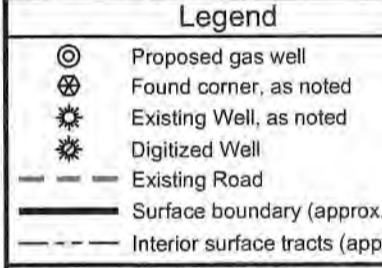 Legend
Proposed gas well
Found corner, as noted
Existing Well, as noted
Digitized Well
Existing Road
Surface boundary (approx.
Interior surface tracts (app